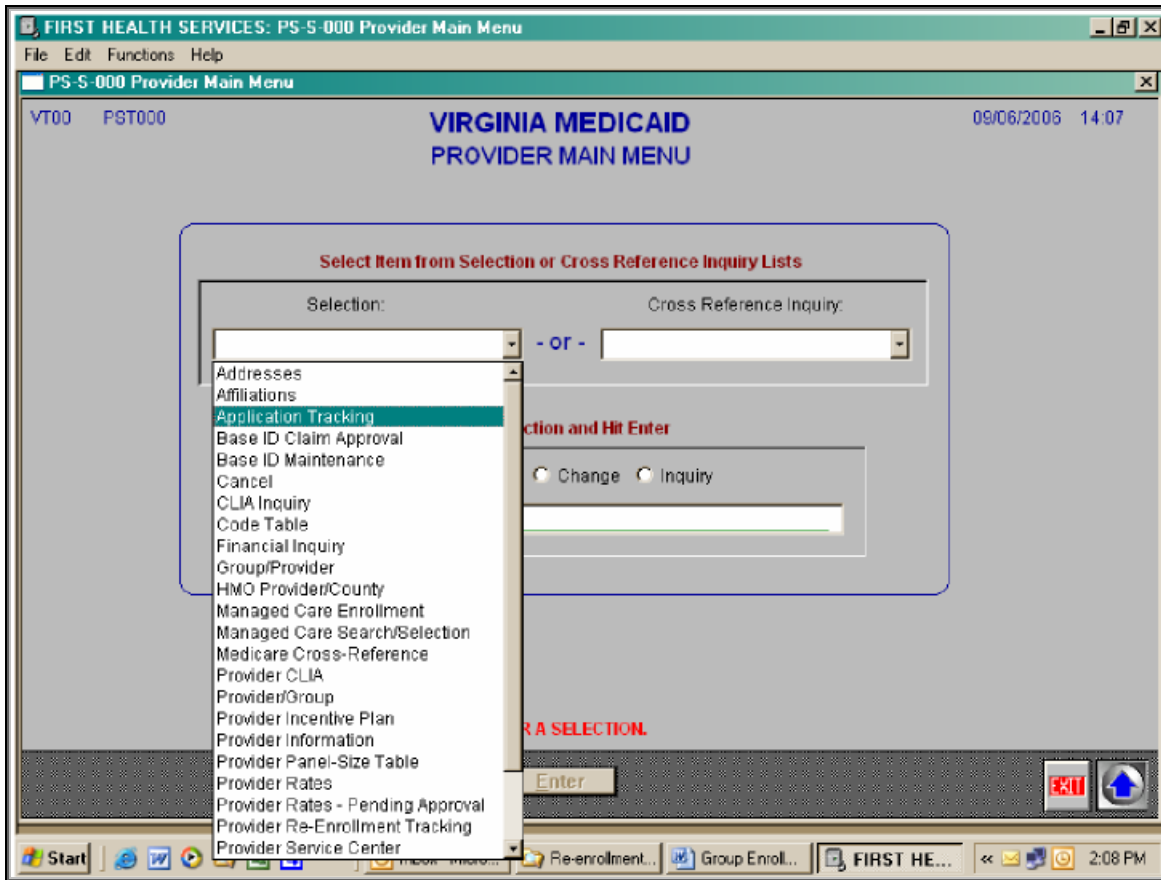 FIRST HEALTH SERVICES: PS-S-000 Provider Main Menu
File Edit Functions Help
PS-S-000 Provider Main Menu
VT00 PST000 VIRGINIA MEDICAID 09/06/2006 14:07
PROVIDER MAIN MENU
Select Item from Selection or Cross Reference Inquiry Lists
Selection: Cross Reference Inquiry:
- or -
Addresses
Affiliations
Application Tracking
ction and Hit Enter
Base ID Claim Approval
Base ID Maintenance
Change Inquiry
Cancel
CLIA Inquiry
Code Table
Financial Inquiry
Group/Provider
HMO Provider/County
Managed Care Enrollment
Managed Care Search/Selection
Medicare Cross-Reference
Provider CLIA
Provider/Group
Provider Incentive Plan
R A SELECTION.
Provider Information
Provider Panel-Size Table
Provider Rates
Enter EXIT
Provider Rates - Pending Approval
Provider Re-Enrollment Tracking
Provider Service Center
Start Re-enrollment... Group Enroll... FIRST HE... « 2:08 PM